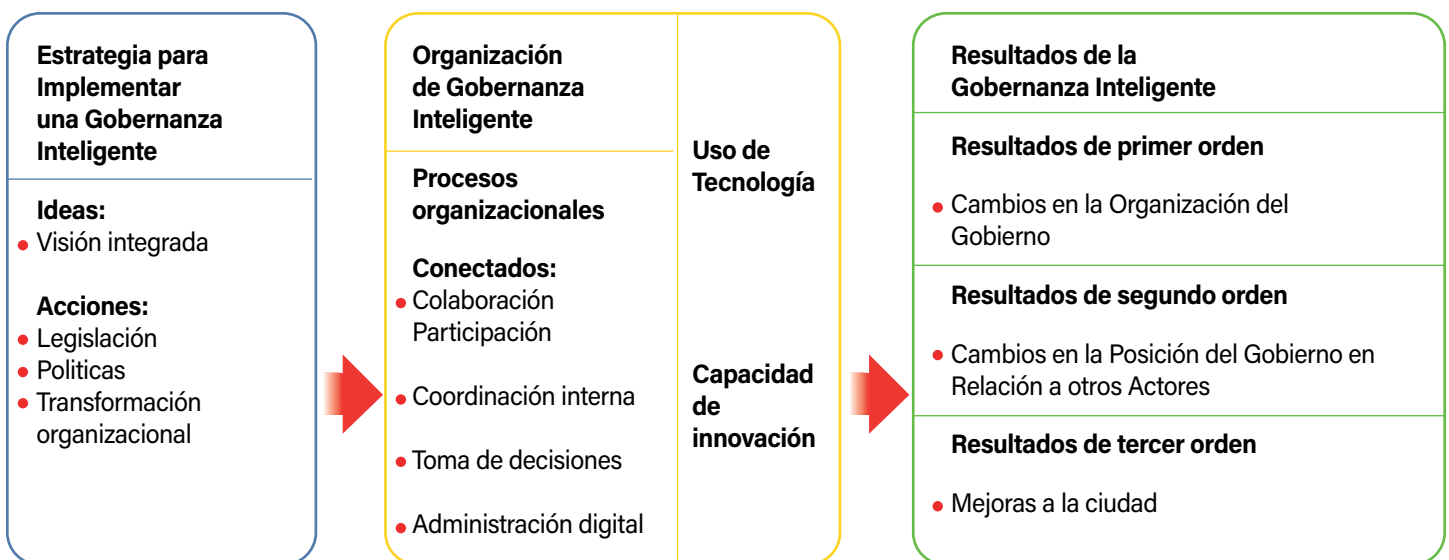 Estrategia para
Implementar
una Gobernanza
Inteligente
Ideas:
Visión integrada
Acciones:
Legislación
Politicas
Transformación
organizacional
Organización
de Gobernanza
Inteligente
Procesos
organizacionales
Conectados:
Colaboración
Participación
Coordinación interna
Toma de decisiones
Administración digital
Uso de
Tecnología
Capacidad
de
innovación
Resultados de la
Gobernanza Inteligente
Resultados de primer orden
Cambios en la Organización del
Gobierno
Resultados de segundo orden
Cambios en la Posición del Gobierno en
Relación a otros Actores
Resultados de tercer orden
Mejoras a la ciudad